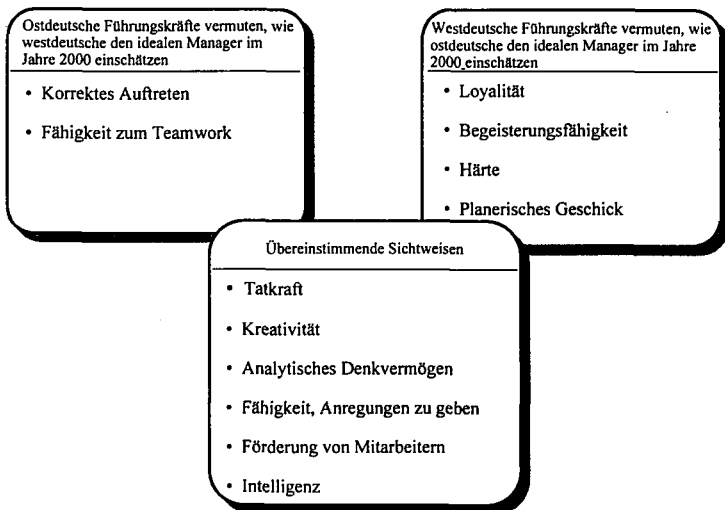 Ostdeutsche Führungskräfte vermuten, wie
westdeutsche den idealen Manager im
Jahre 2000 einschätzen
• Korrektes Auftreten
• Fähigkeit zum Teamwork
Westdeutsche Führungskräfte vermuten, wie
ostdeutsche den idealen Manager im Jahre
2000 einschätzen
• Loyalität
• Begeisterungsfähigkeit
• Härte
• Planerisches Geschick
Übereinstimmende Sichtweisen
• Tatkraft
• Kreativität
• Analytisches Denkvermögen
• Fähigkeit, Anregungen zu geben
• Förderung von Mitarbeitern
• Intelligenz